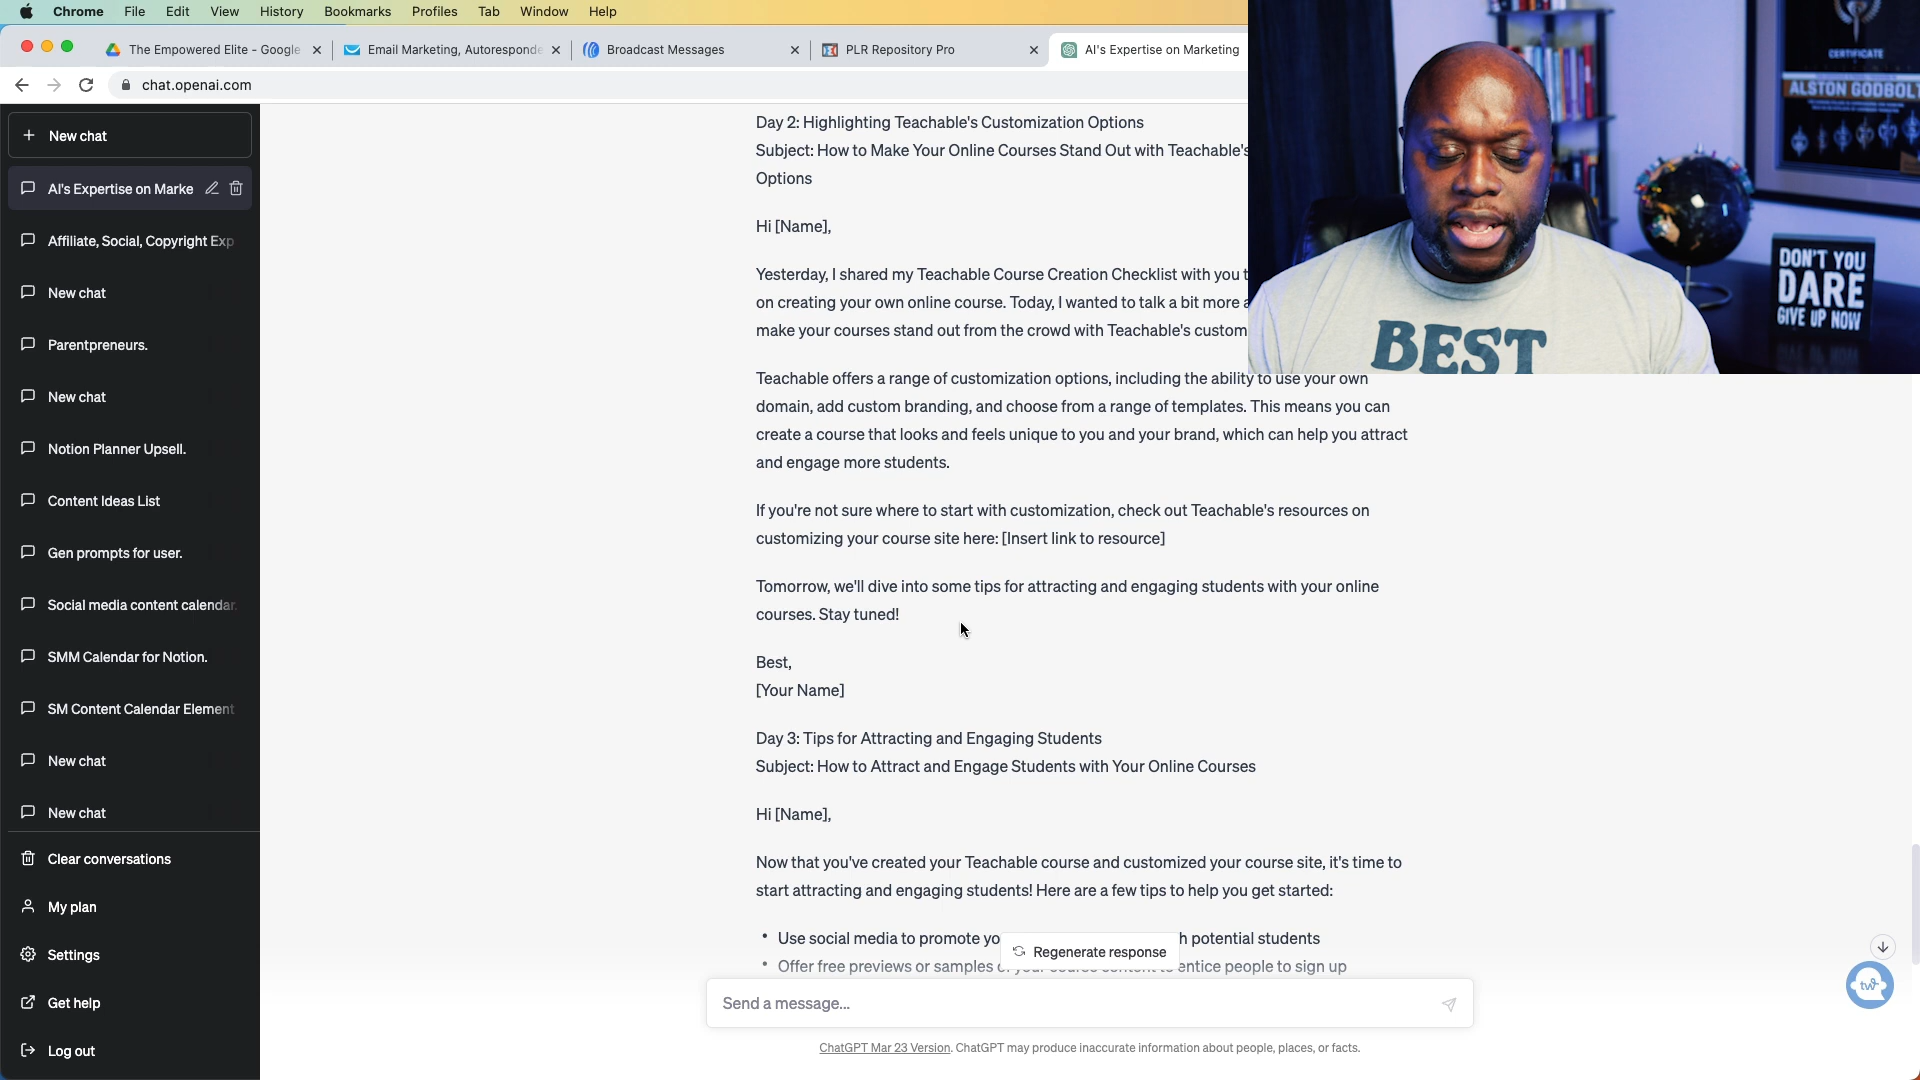 Chrome File Edit View History Bookmarks Profiles Tab Window Help
The Empowered Elite - Google
Email Marketing, Autoresponde
Broadcast Messages
PLR Repository Pro
AI's Expertise on Marketing
chat.openai.com
New chat
AI's Expertise on Marke
Affiliate, Social, Copyright Exp
New chat
Parentpreneurs.
New chat
Notion Planner Upsell.
Content Ideas List
Gen prompts for user.
Social media content calendar
SMM Calendar for Notion.
SM Content Calendar Element
New chat
New chat
Clear conversations
My plan
Settings
Get help
Log out
Day 2: Highlighting Teachable's Customization Options
Subject: How to Make Your Online Courses Stand Out with Teachable's
Options
Hi [Name],
Yesterday, I shared my Teachable Course Creation Checklist with you t
on creating your own online course. Today, I wanted to talk a bit more a
make your courses stand out from the crowd with Teachable's custom
Teachable offers a range of customization options, including the ability to use your own
domain, add custom branding, and choose from a range of templates. This means you can
create a course that looks and feels unique to you and your brand, which can help you attract
and engage more students.
If you're not sure where to start with customization, check out Teachable's resources on
customizing your course site here: [Insert link to resource]
Tomorrow, we'll dive into some tips for attracting and engaging students with your online
courses. Stay tuned!
Best,
[Your Name]
Day 3: Tips for Attracting and Engaging Students
Subject: How to Attract and Engage Students with Your Online Courses
Hi [Name],
Now that you've created your Teachable course and customized your course site, it's time to
start attracting and engaging students! Here are a few tips to help you get started:
• Use social media to promote yo h potential students
• Offer free previews or samples of your course content to entice people to sign up
Regenerate response
Send a message...
ChatGPT Mar 23 Version. ChatGPT may produce inaccurate information about people, places, or facts.
CERTIFICATE
ALSTON GODBOLT
DON'T YOU
DARE
GIVE UP NOW
BEST